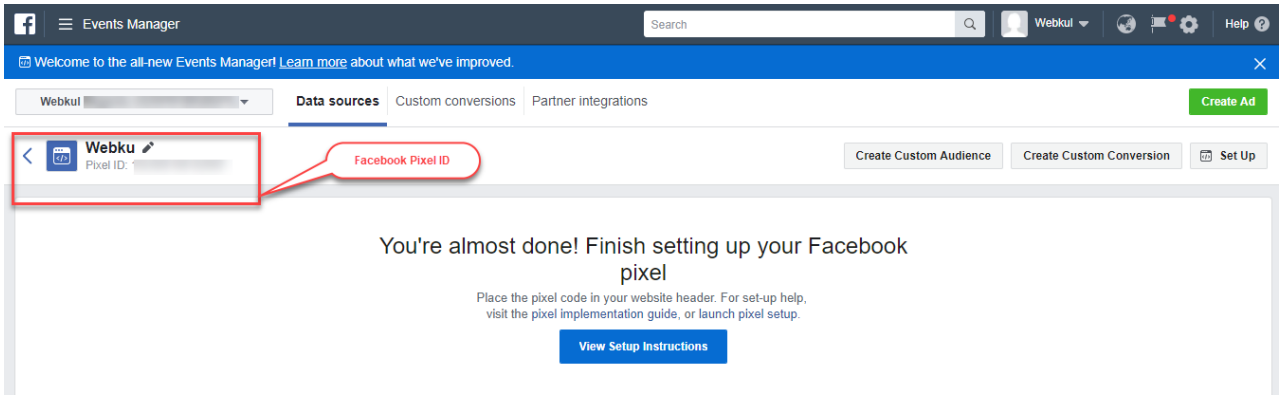 f Events Manager Search Webkul Help
Welcome to the all-new Events Manager! Learn more about what we've improved.
Webkul Data sources Custom conversions Partner integrations Create Ad
Webku
Pixel ID:
Facebook Pixel ID
Create Custom Audience Create Custom Conversion Set Up
You're almost done! Finish setting up your Facebook
pixel
Place the pixel code in your website header. For set-up help,
visit the pixel implementation guide, or launch pixel setup.
View Setup Instructions